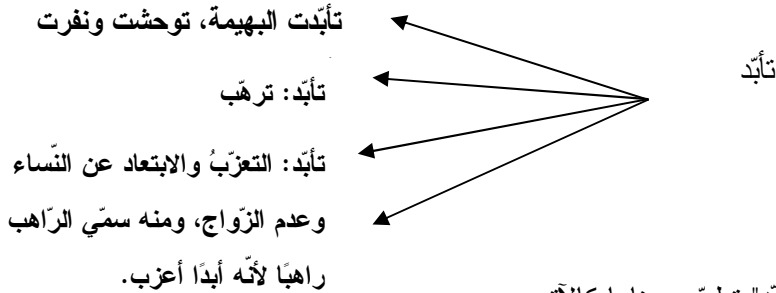 تأبّد
تأبّدت البهيمة، توحشت ونفرت
تأبّد: ترهّب
تأبّد: التعزّبُ والابتعاد عن النّساء
وعدم الزّواج، ومنه سمّي الرّاهب
راهبًا لأنّه أبدًا أعزب.